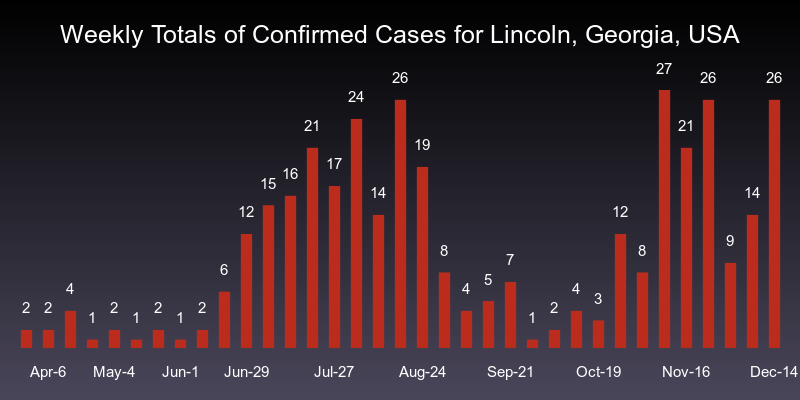 Weekly Totals of Confirmed Cases for Lincoln, Georgia, USA
2 2 4 1 2 1 2 1 2 6 12 15 16 21 17 24 14 26 19 8 4 5 7 1 2 4 3 12 8 27 21 26 9 14 26
Apr-6 May-4 Jun-1 Jun-29 Jul-27 Aug-24 Sep-21 Oct-19 Nov-16 Dec-14